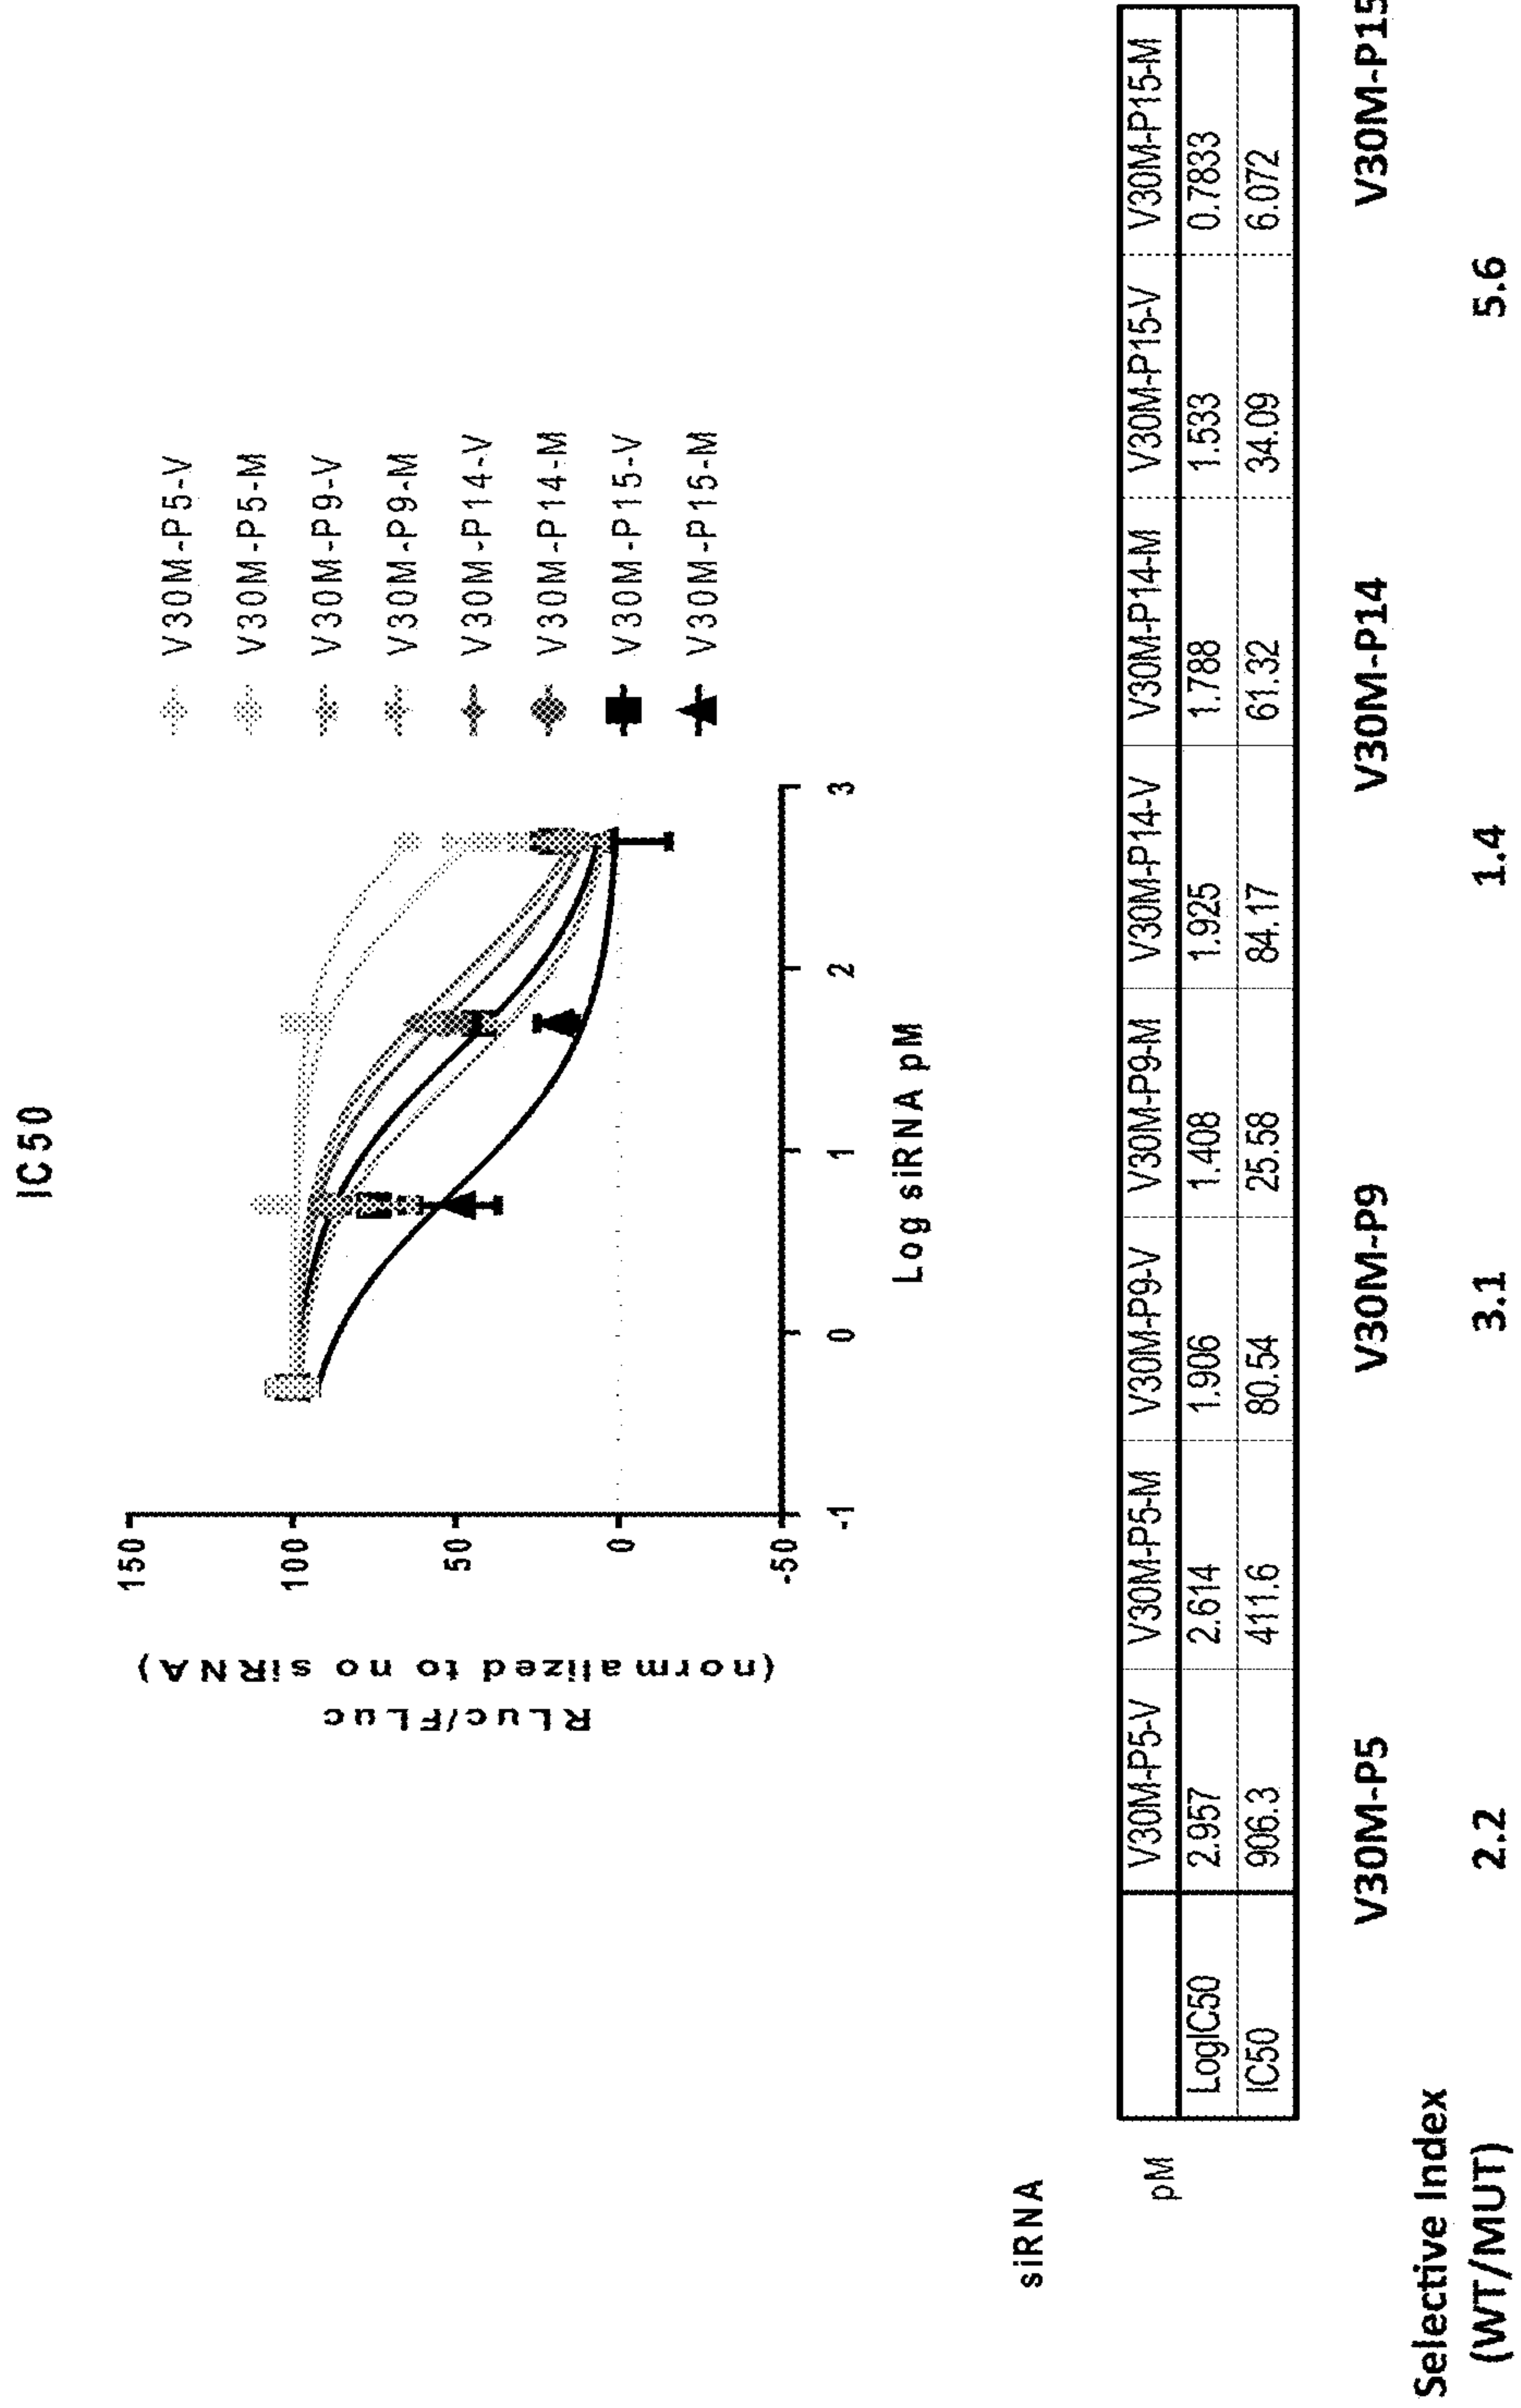 IC50
RLuc/FLuc
(normalized to no siRNA)
150
100
50
0
-50
-1
0
1
2
3
Log siRNA pM
V30M-P5-V
V30M-P5-M
V30M-P9-V
V30M-P9-M
V30M-P14-V
V30M-P14-M
V30M-P15-V
V30M-P15-M
siRNA
pM
V30M-P5-V V30M-P5-M V30M-P9-V V30M-P9-M V30M-P14-V V30M-P14-M V30M-P15-V V30M-P15-M
LogIC50 2.957 2.614 1.906 1.408 1.925 1.788 1.533 0.7833
IC50 906.3 411.6 80.54 25.58 84.17 61.32 34.09 6.072
V30M-P5 V30M-P9 V30M-P14 V30M-P15
Selective Index
(WT/MUT) 2.2 3.1 1.4 5.6